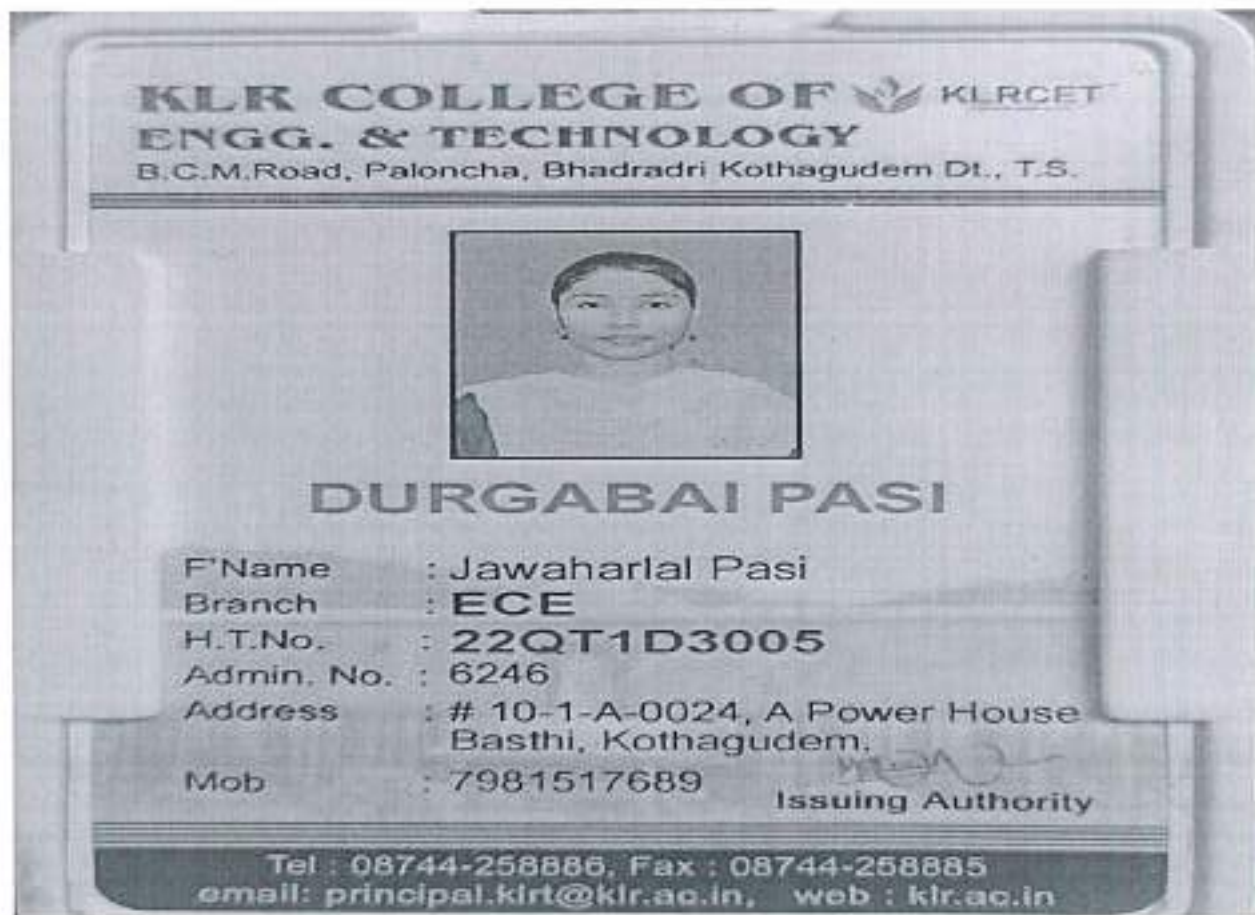 KLR COLLEGE OF KLRCET
ENGG. & TECHNOLOGY
B.C.M.Road, Paloncha, Bhadradri Kothagudem Dt., T.S.
DURGABAI PASI
F'Name : Jawaharlal Pasi
Branch : ECE
H.T.No. : 22QT1D3005
Admin. No. : 6246
Address : # 10-1-A-0024, A Power House
Basthi, Kothagudem.
Mob : 7981517689
Issuing Authority
Tel : 08744-258886, Fax : 08744-258885
email: principal.klrt@klr.ac.in, web : klr.ac.in